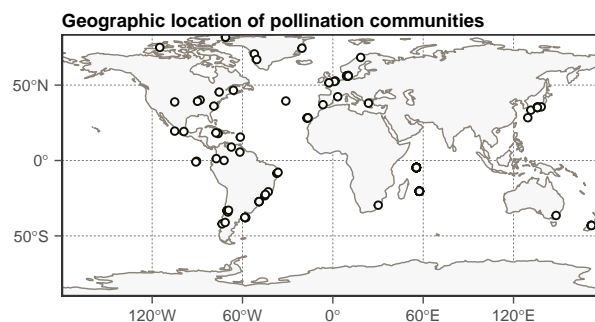 Geographic location of pollination communities
50°N
0°
50°S
120°W
60°W
0°
60°E
120°E